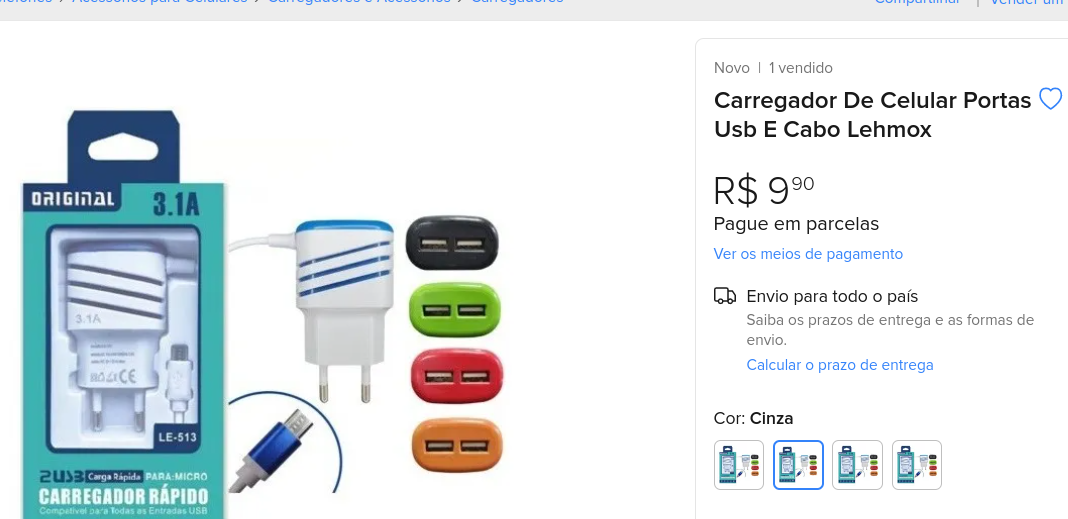 Acessórios para Celulares > Carregadores e Acessórios > Carregadores
Compartilhar | Vender um
Novo | 1 vendido
Carregador De Celular Portas
Usb E Cabo Lehmox
R$ 9 90
Pague em parcelas
Ver os meios de pagamento
Envio para todo o país
Saiba os prazos de entrega e as formas de
envio.
Calcular o prazo de entrega
Cor: Cinza
ORIGINAL
3.1A
3.1A
CE
LE-513
2USB Carga Rápida PARA:MICRO
CARREGADOR RÁPIDO
Compatível para Todas as Entradas USB